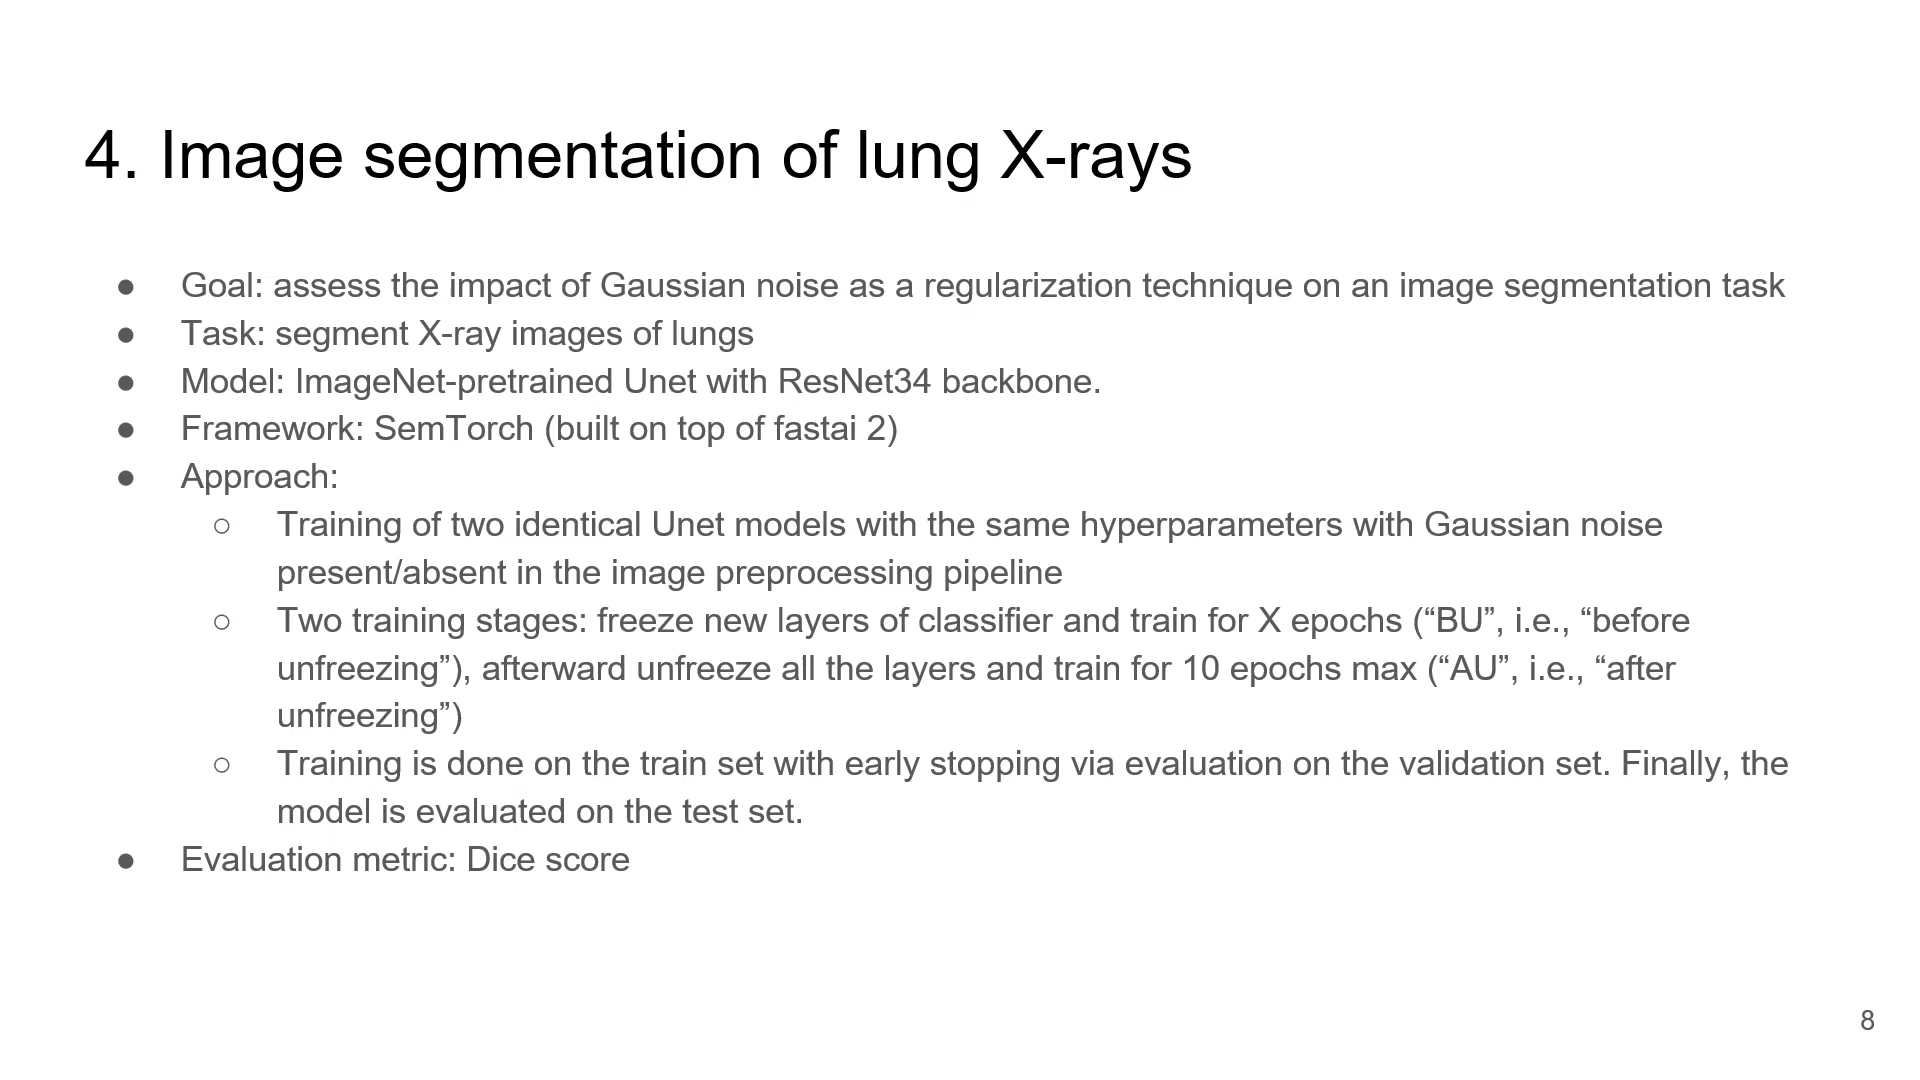 4. Image segmentation of lung X-rays
● Goal: assess the impact of Gaussian noise as a regularization technique on an image segmentation task
● Task: segment X-ray images of lungs
● Model: ImageNet-pretrained Unet with ResNet34 backbone.
● Framework: SemTorch (built on top of fastai 2)
● Approach:
○ Training of two identical Unet models with the same hyperparameters with Gaussian noise
present/absent in the image preprocessing pipeline
○ Two training stages: freeze new layers of classifier and train for X epochs (“BU”, i.e., “before
unfreezing”), afterward unfreeze all the layers and train for 10 epochs max (“AU”, i.e., “after
unfreezing”)
○ Training is done on the train set with early stopping via evaluation on the validation set. Finally, the
model is evaluated on the test set.
● Evaluation metric: Dice score
8